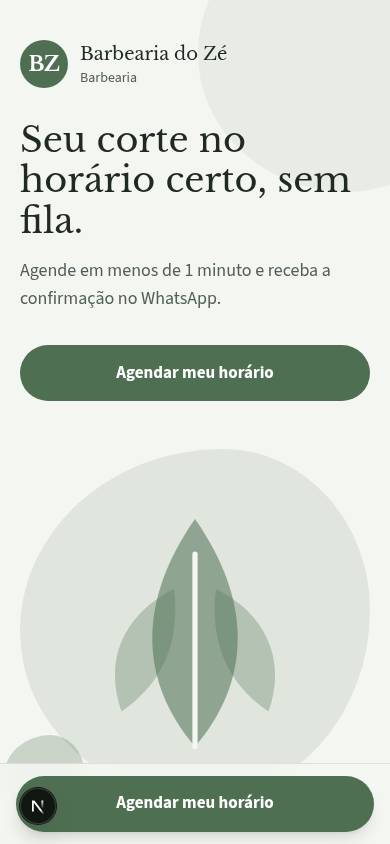 BZ
Barbearia do Zé
Barbearia
Seu corte no
horário certo, sem
fila.
Agende em menos de 1 minuto e receba a
confirmação no WhatsApp.
Agendar meu horário
N
Agendar meu horário